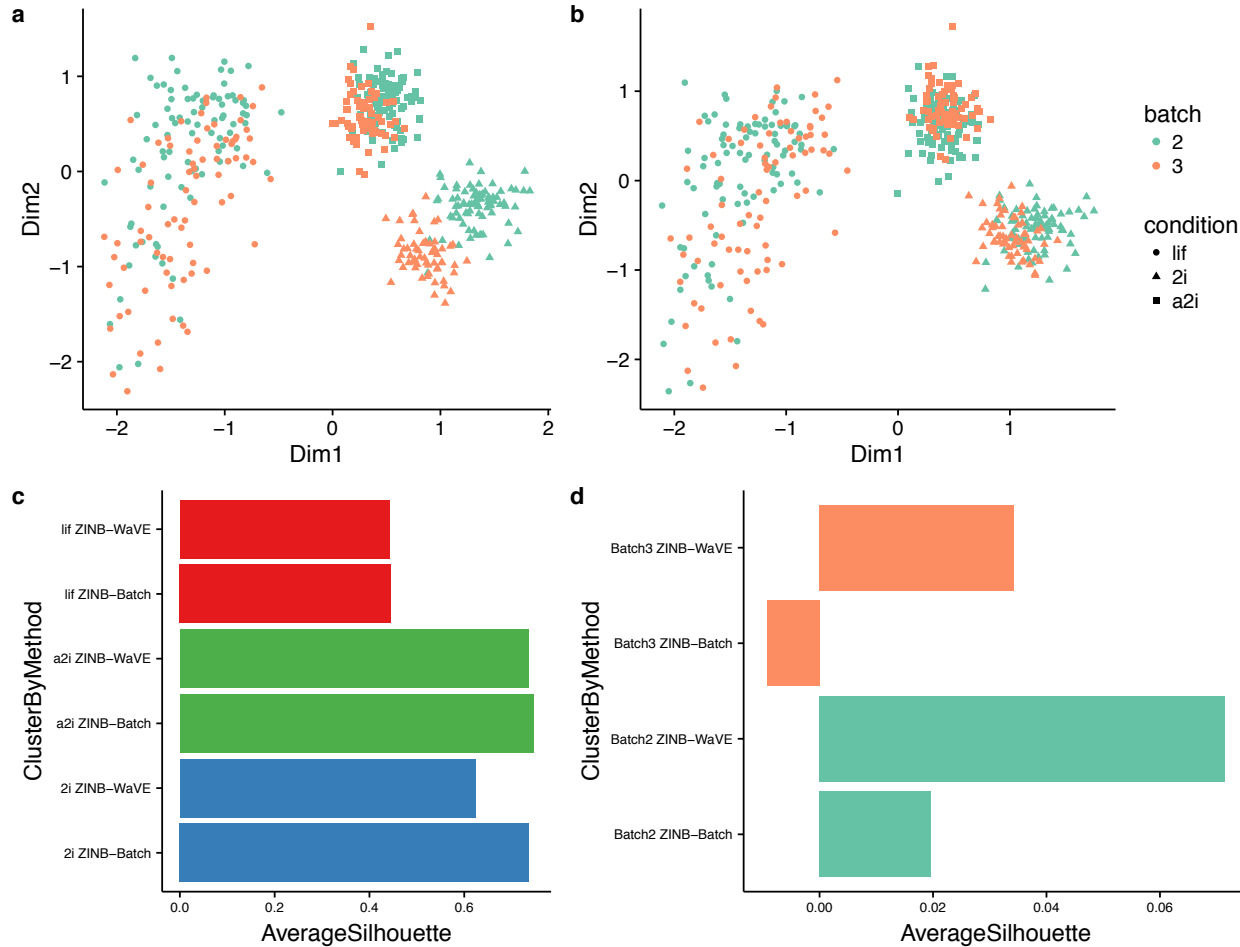 a
1
0
−1
−2
Dim2
−2
−1
0
1
2
Dim1
b
1
0
−1
−2
Dim2
−2
−1
0
1
Dim1
batch
2
3
condition
lif
2i
a2i
c
ClusterByMethod
lif ZINB−WaVE
lif ZINB−Batch
a2i ZINB−WaVE
a2i ZINB−Batch
2i ZINB−WaVE
2i ZINB−Batch
0.0
0.2
0.4
0.6
AverageSilhouette
d
ClusterByMethod
Batch3 ZINB−WaVE
Batch3 ZINB−Batch
Batch2 ZINB−WaVE
Batch2 ZINB−Batch
0.00
0.02
0.04
0.06
AverageSilhouette